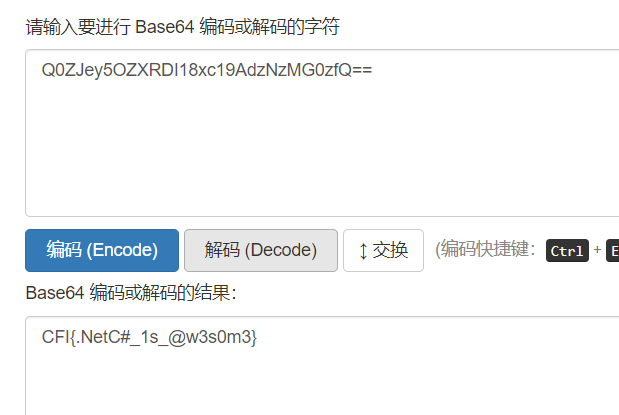 请输入要进行 Base64 编码或解码的字符
Q0ZJey5OZXRDI18xc19AdzNzMG0zfQ==
编码 (Encode) 解码 (Decode) ↕ 交换 (编码快捷键： Ctrl + E
Base64 编码或解码的结果：
CFI{.NetC#_1s_@w3s0m3}